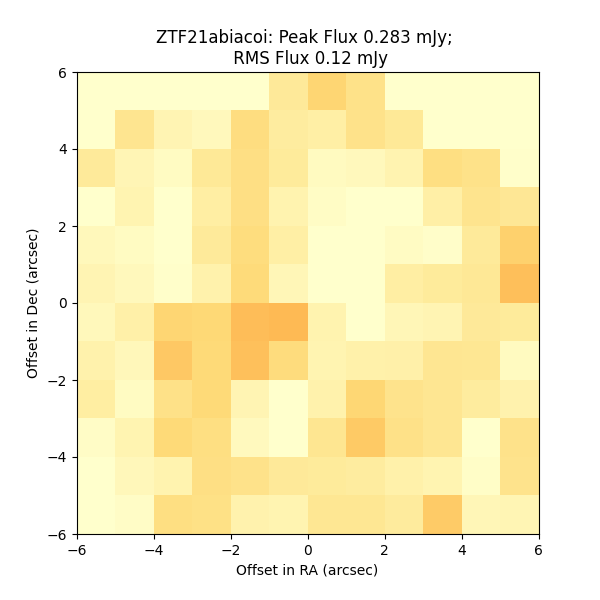 ZTF21abiacoi: Peak Flux 0.283 mJy;
RMS Flux 0.12 mJy
6
4
2
0
−2
−4
−6
Offset in Dec (arcsec)
−6 −4 −2 0 2 4 6
Offset in RA (arcsec)